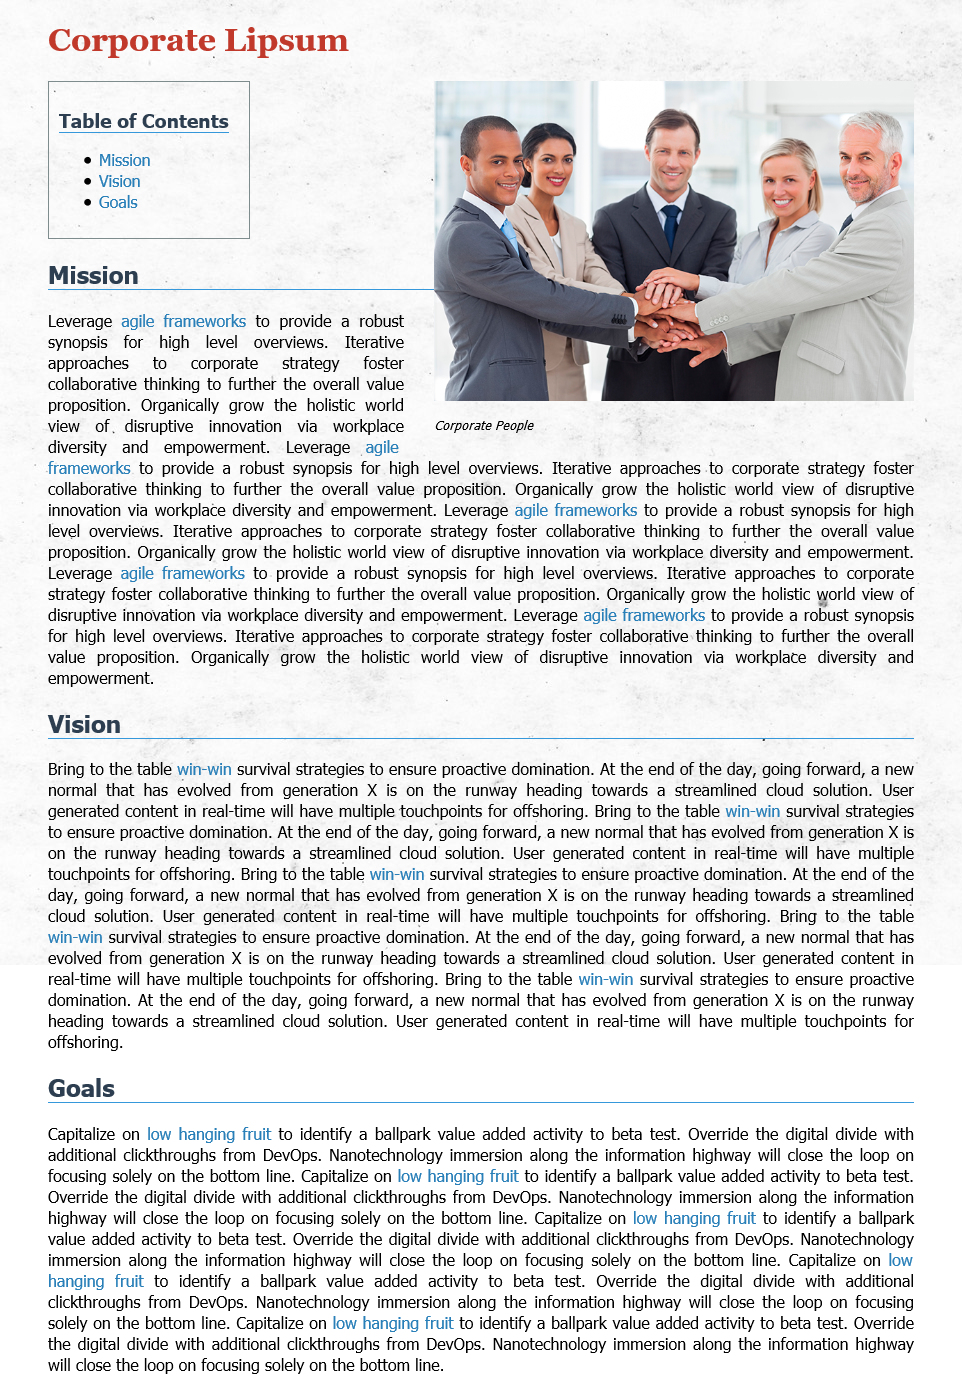 Corporate Lipsum
Table of Contents
Mission
Vision
Goals
Mission
Leverage agile frameworks to provide a robust
synopsis for high level overviews. Iterative
approaches to corporate strategy foster
collaborative thinking to further the overall value
proposition. Organically grow the holistic world
view of disruptive innovation via workplace
diversity and empowerment. Leverage agile
Corporate People
frameworks to provide a robust synopsis for high level overviews. Iterative approaches to corporate strategy foster
collaborative thinking to further the overall value proposition. Organically grow the holistic world view of disruptive
innovation via workplace diversity and empowerment. Leverage agile frameworks to provide a robust synopsis for high
level overviews. Iterative approaches to corporate strategy foster collaborative thinking to further the overall value
proposition. Organically grow the holistic world view of disruptive innovation via workplace diversity and empowerment.
Leverage agile frameworks to provide a robust synopsis for high level overviews. Iterative approaches to corporate
strategy foster collaborative thinking to further the overall value proposition. Organically grow the holistic world view of
disruptive innovation via workplace diversity and empowerment. Leverage agile frameworks to provide a robust synopsis
for high level overviews. Iterative approaches to corporate strategy foster collaborative thinking to further the overall
value proposition. Organically grow the holistic world view of disruptive innovation via workplace diversity and
empowerment.
Vision
Bring to the table win-win survival strategies to ensure proactive domination. At the end of the day, going forward, a new
normal that has evolved from generation X is on the runway heading towards a streamlined cloud solution. User
generated content in real-time will have multiple touchpoints for offshoring. Bring to the table win-win survival strategies
to ensure proactive domination. At the end of the day, going forward, a new normal that has evolved from generation X is
on the runway heading towards a streamlined cloud solution. User generated content in real-time will have multiple
touchpoints for offshoring. Bring to the table win-win survival strategies to ensure proactive domination. At the end of the
day, going forward, a new normal that has evolved from generation X is on the runway heading towards a streamlined
cloud solution. User generated content in real-time will have multiple touchpoints for offshoring. Bring to the table
win-win survival strategies to ensure proactive domination. At the end of the day, going forward, a new normal that has
evolved from generation X is on the runway heading towards a streamlined cloud solution. User generated content in
real-time will have multiple touchpoints for offshoring. Bring to the table win-win survival strategies to ensure proactive
domination. At the end of the day, going forward, a new normal that has evolved from generation X is on the runway
heading towards a streamlined cloud solution. User generated content in real-time will have multiple touchpoints for
offshoring.
Goals
Capitalize on low hanging fruit to identify a ballpark value added activity to beta test. Override the digital divide with
additional clickthroughs from DevOps. Nanotechnology immersion along the information highway will close the loop on
focusing solely on the bottom line. Capitalize on low hanging fruit to identify a ballpark value added activity to beta test.
Override the digital divide with additional clickthroughs from DevOps. Nanotechnology immersion along the information
highway will close the loop on focusing solely on the bottom line. Capitalize on low hanging fruit to identify a ballpark
value added activity to beta test. Override the digital divide with additional clickthroughs from DevOps. Nanotechnology
immersion along the information highway will close the loop on focusing solely on the bottom line. Capitalize on low
hanging fruit to identify a ballpark value added activity to beta test. Override the digital divide with additional
clickthroughs from DevOps. Nanotechnology immersion along the information highway will close the loop on focusing
solely on the bottom line. Capitalize on low hanging fruit to identify a ballpark value added activity to beta test. Override
the digital divide with additional clickthroughs from DevOps. Nanotechnology immersion along the information highway
will close the loop on focusing solely on the bottom line.